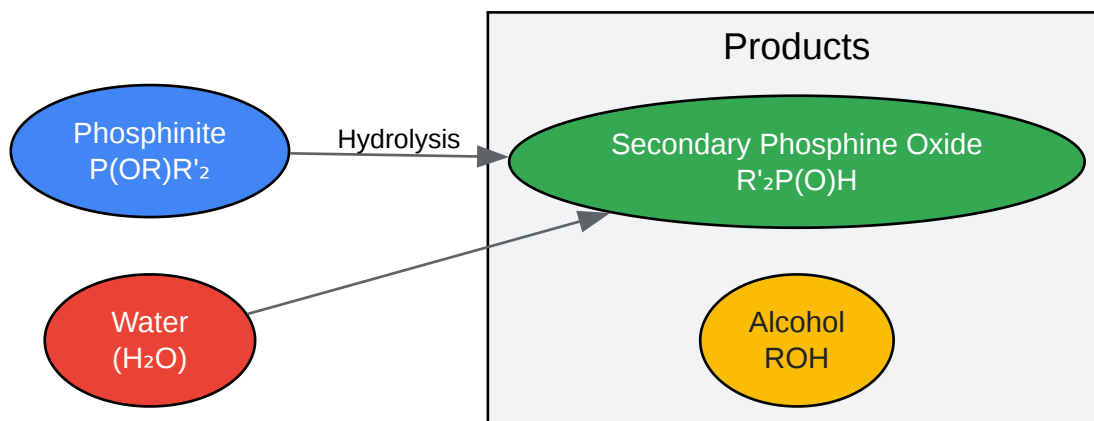 Products
Phosphinite
P(OR)R'₂
Hydrolysis
Secondary Phosphine Oxide
R'₂P(O)H
Water
(H₂O)
Alcohol
ROH